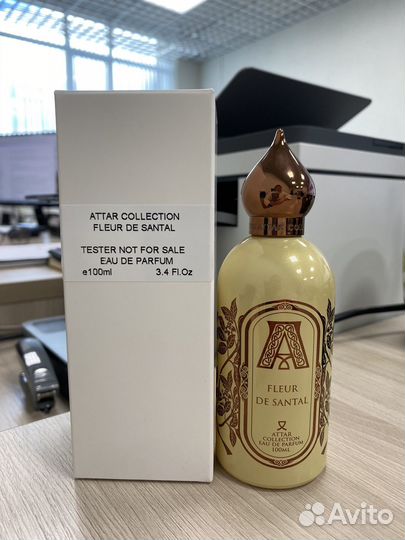 ATTAR COLLECTION
FLEUR DE SANTAL
TESTER NOT FOR SALE
EAU DE PARFUM
e100ml 3.4 Fl.Oz
A
FLEUR
DE SANTAL
ATTAR
COLLECTION
EAU DE PARFUM
100ML
Avito